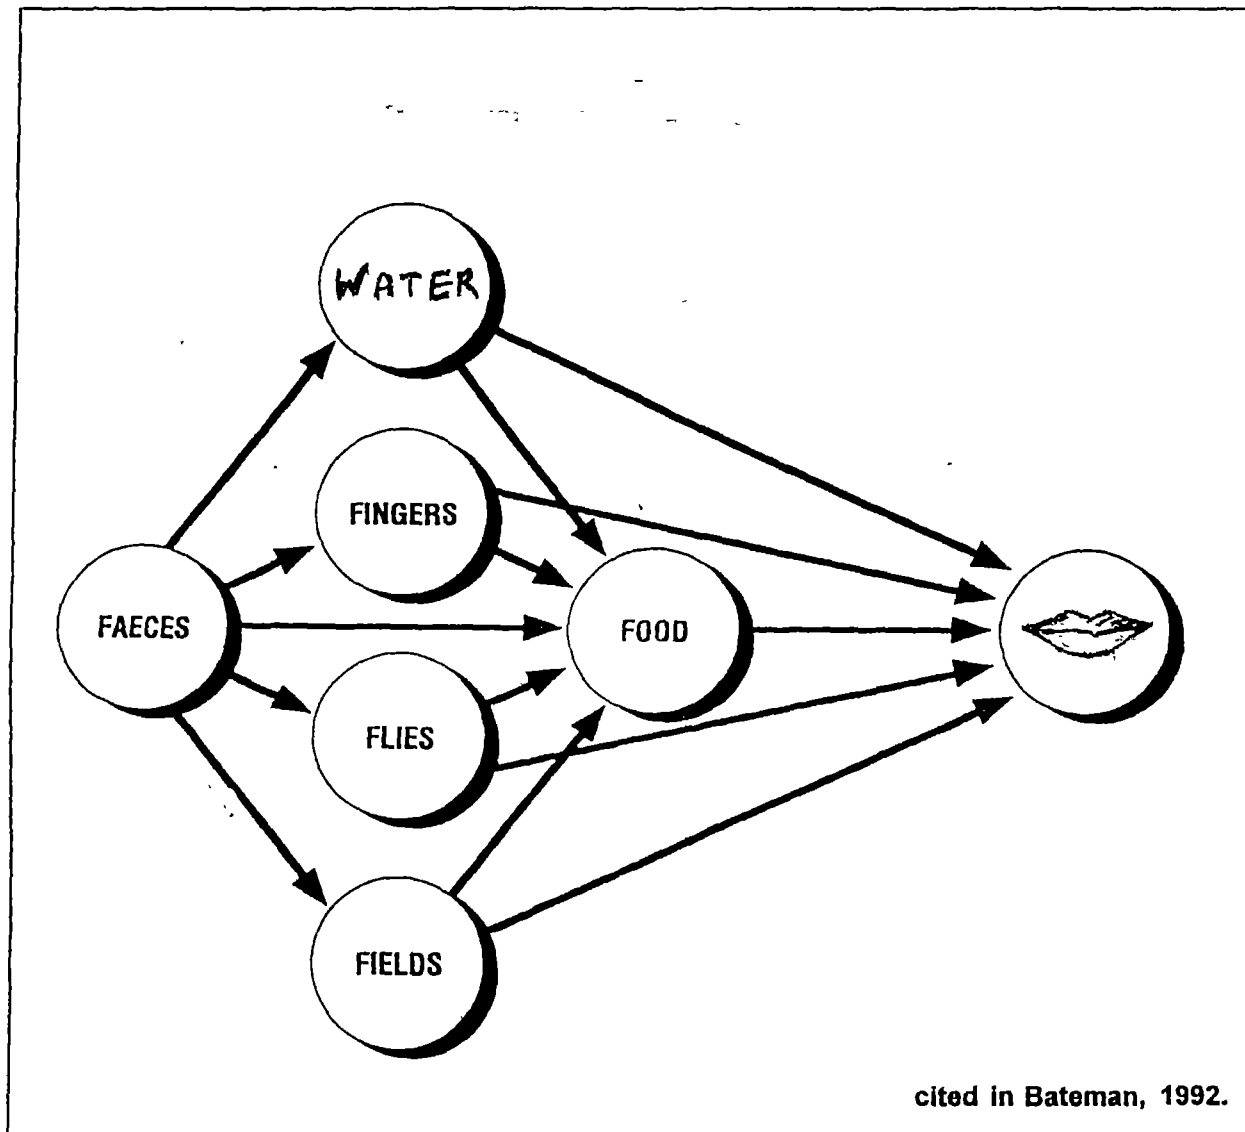 WATER
FINGERS
FAECES
FOOD
FLIES
FIELDS
cited in Bateman, 1992.